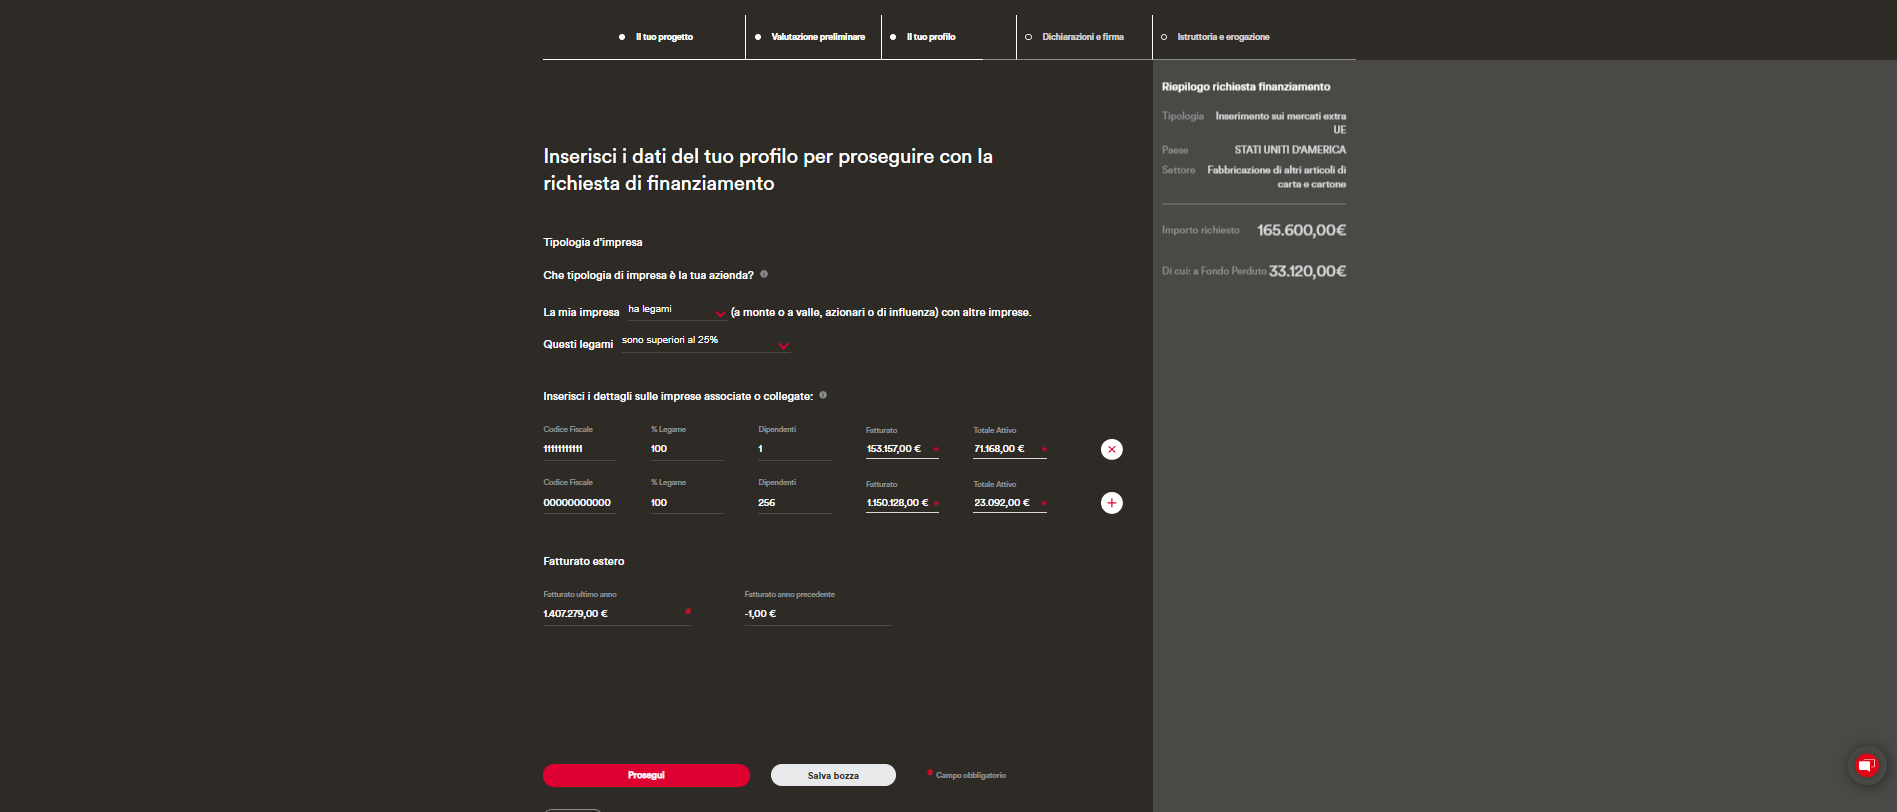 Il tuo progetto
Valutazione preliminare
Il tuo profilo
Dichiarazioni e firma
Istruttoria e erogazione
Inserisci i dati del tuo profilo per proseguire con la
richiesta di finanziamento
Tipologia d'impresa
Che tipologia di impresa è la tua azienda?
La mia impresa ha legami (a monte o a valle, azionari o di influenza) con altre imprese.
Questi legami sono superiori al 25%
Inserisci i dettagli sulle imprese associate o collegate:
Codice Fiscale % Legame Dipendenti Fatturato Totale Attivo
11111111111 100 1 153.157,00 € * 71.168,00 € *
Codice Fiscale % Legame Dipendenti Fatturato Totale Attivo
00000000000 100 256 1.150.128,00 € * 23.092,00 € *
Fatturato estero
Fatturato ultimo anno Fatturato anno precedente
1.407.279,00 € * -1,00 €
Prosegui
Salva bozza
* Campo obbligatorio
Riepilogo richiesta finanziamento
Tipologia Inserimento sui mercati extra
UE
Paese STATI UNITI D'AMERICA
Settore Fabbricazione di altri articoli di
carta e cartone
Importo richiesto 165.600,00€
Di cui: a Fondo Perduto 33.120,00€